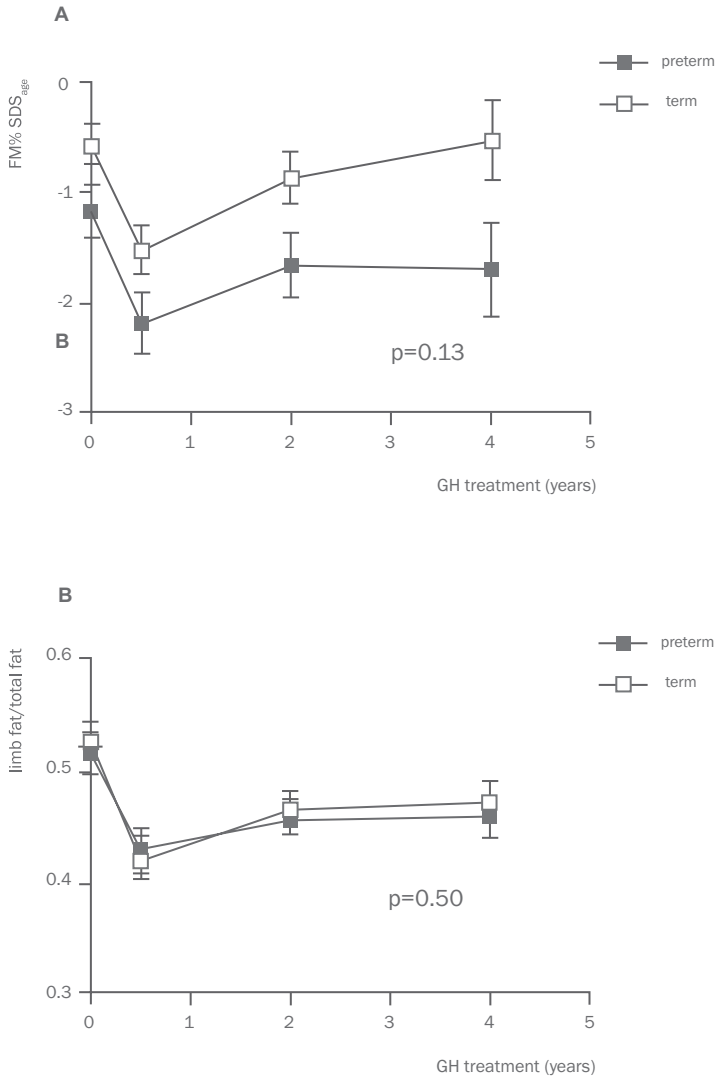 A
preterm
term
FM% SDSage
0
-1
-2
-3
B
p=0.13
0 1 2 3 4 5
GH treatment (years)
B
preterm
term
limb fat/total fat
0.6
0.5
0.4
0.3
p=0.50
0 1 2 3 4 5
GH treatment (years)